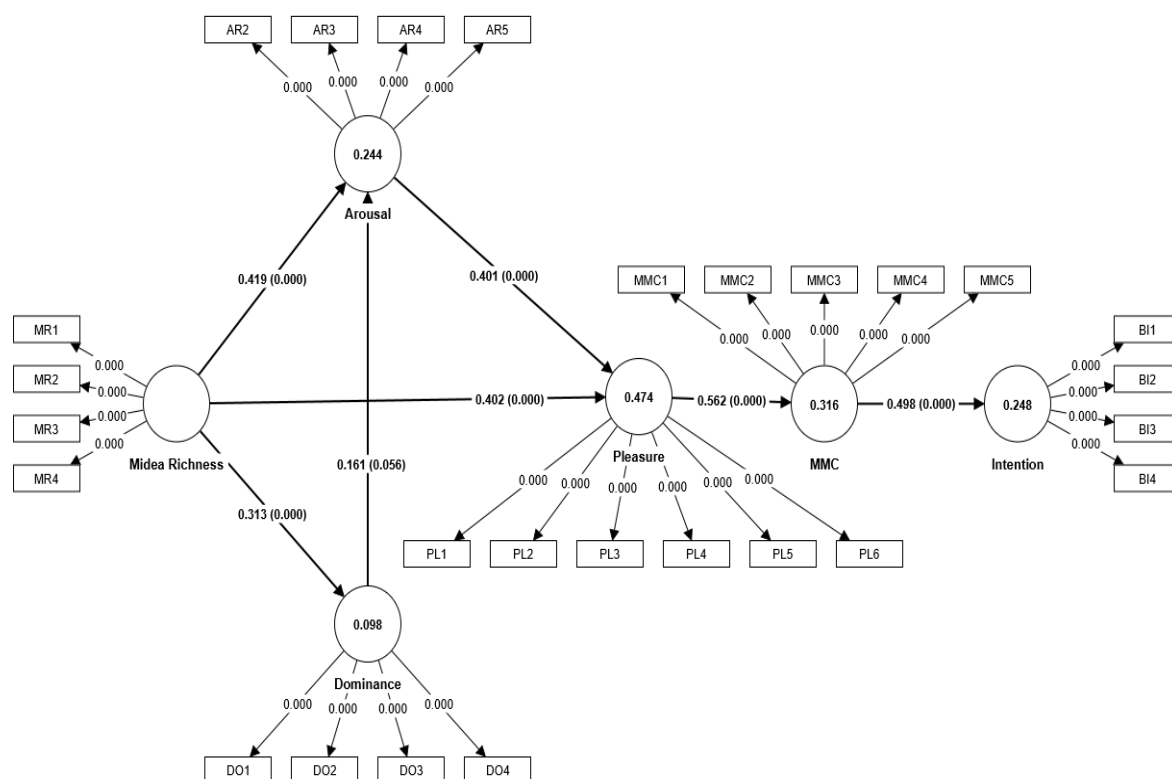 AR2 AR3 AR4 AR5
0.000 0.000 0.000 0.000
0.244
Arousal
0.419 (0.000) 0.401 (0.000)
MMC1 MMC2 MMC3 MMC4 MMC5
0.000 0.000 0.000 0.000 0.000
MR1
MR2
MR3
MR4
0.000
0.000
0.000
0.000
Midea Richness
0.402 (0.000)
0.474
Pleasure
0.562 (0.000)
0.316
MMC
0.498 (0.000)
0.248
Intention
0.000
0.000
0.000
0.000
BI1
BI2
BI3
BI4
0.161 (0.056)
0.313 (0.000)
0.000 0.000 0.000 0.000 0.000 0.000
PL1 PL2 PL3 PL4 PL5 PL6
0.098
Dominance
0.000 0.000 0.000 0.000
DO1 DO2 DO3 DO4